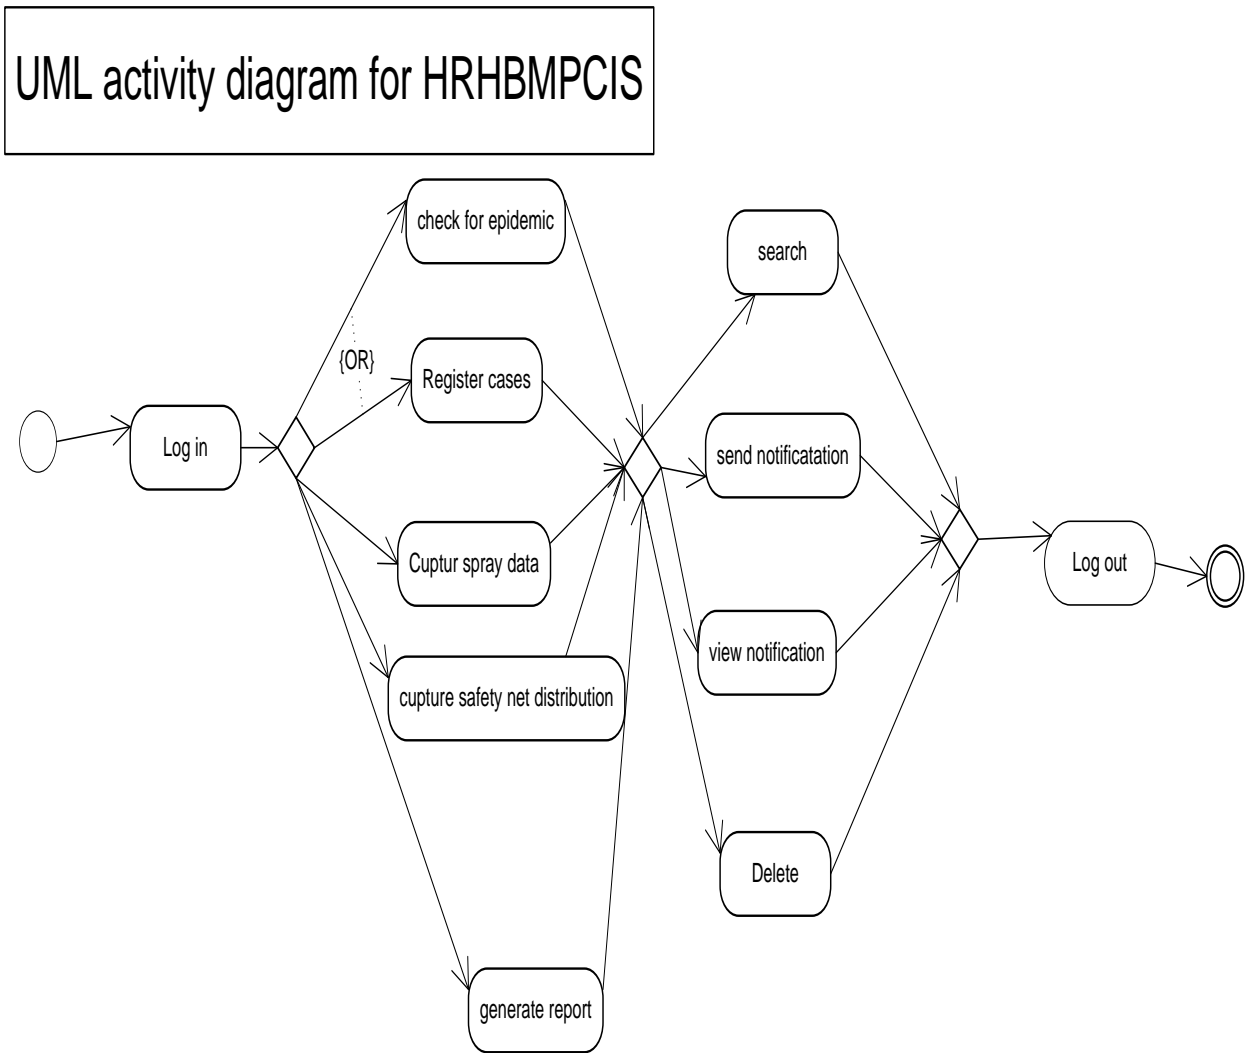 UML activity diagram for HRHBMPCIS
check for epidemic
search
{OR}
Register cases
Log in
send notificatation
Cuptur spray data
Log out
view notification
cupture safety net distribution
Delete
generate report